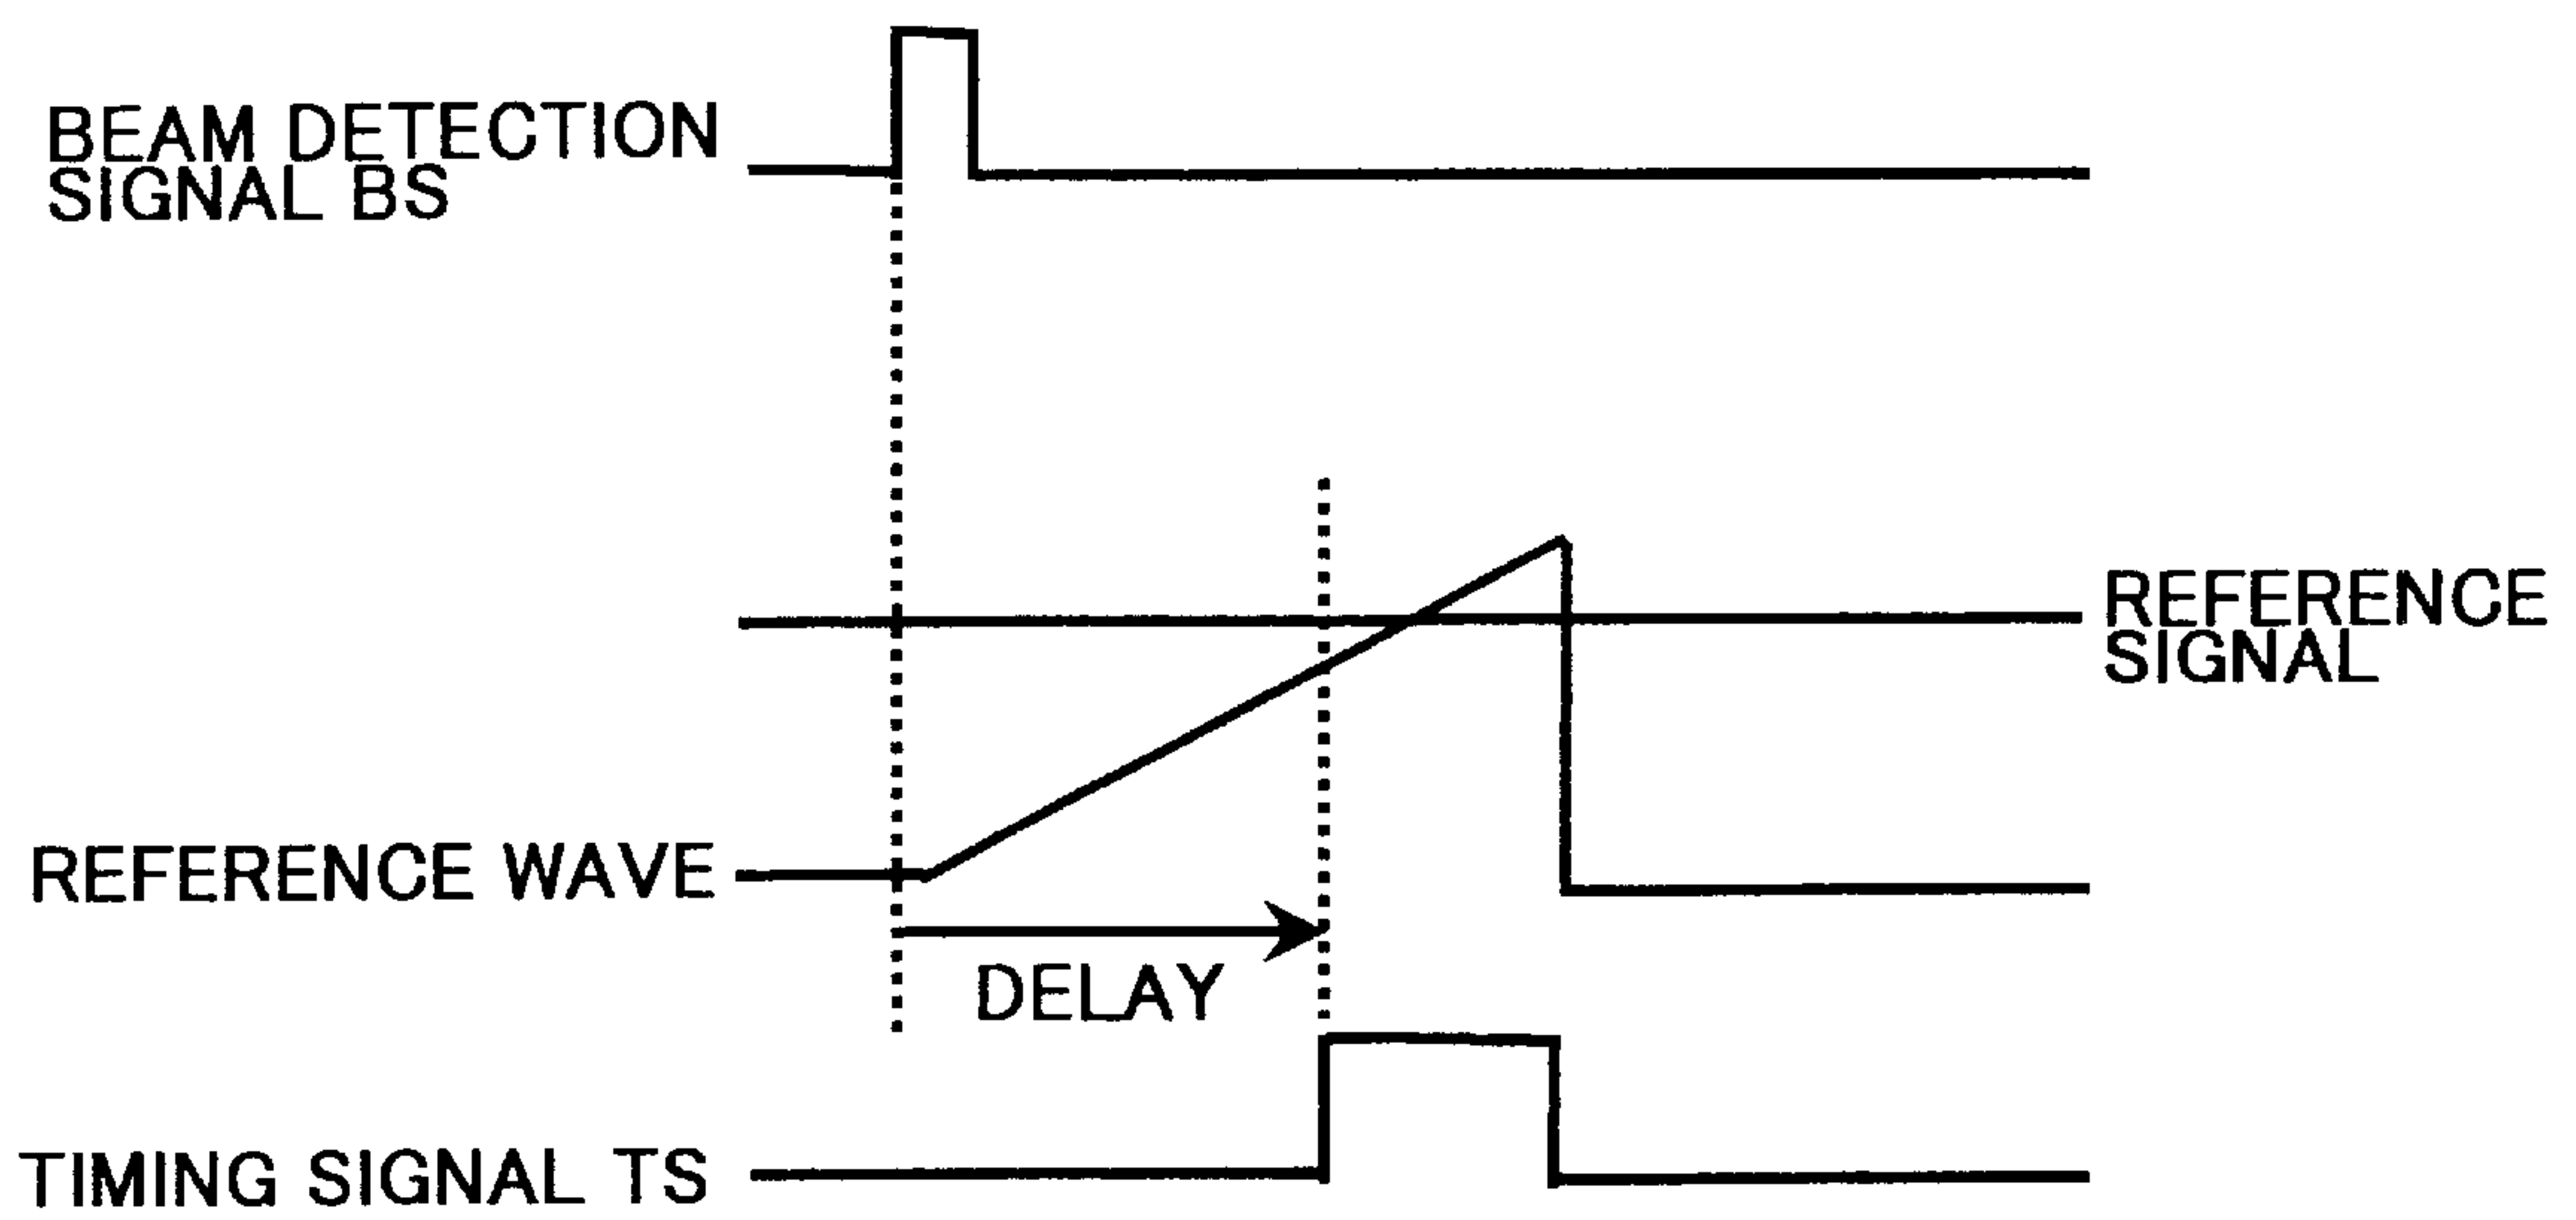 BEAM DETECTION
SIGNAL BS
REFERENCE
SIGNAL
REFERENCE WAVE
DELAY
TIMING SIGNAL TS